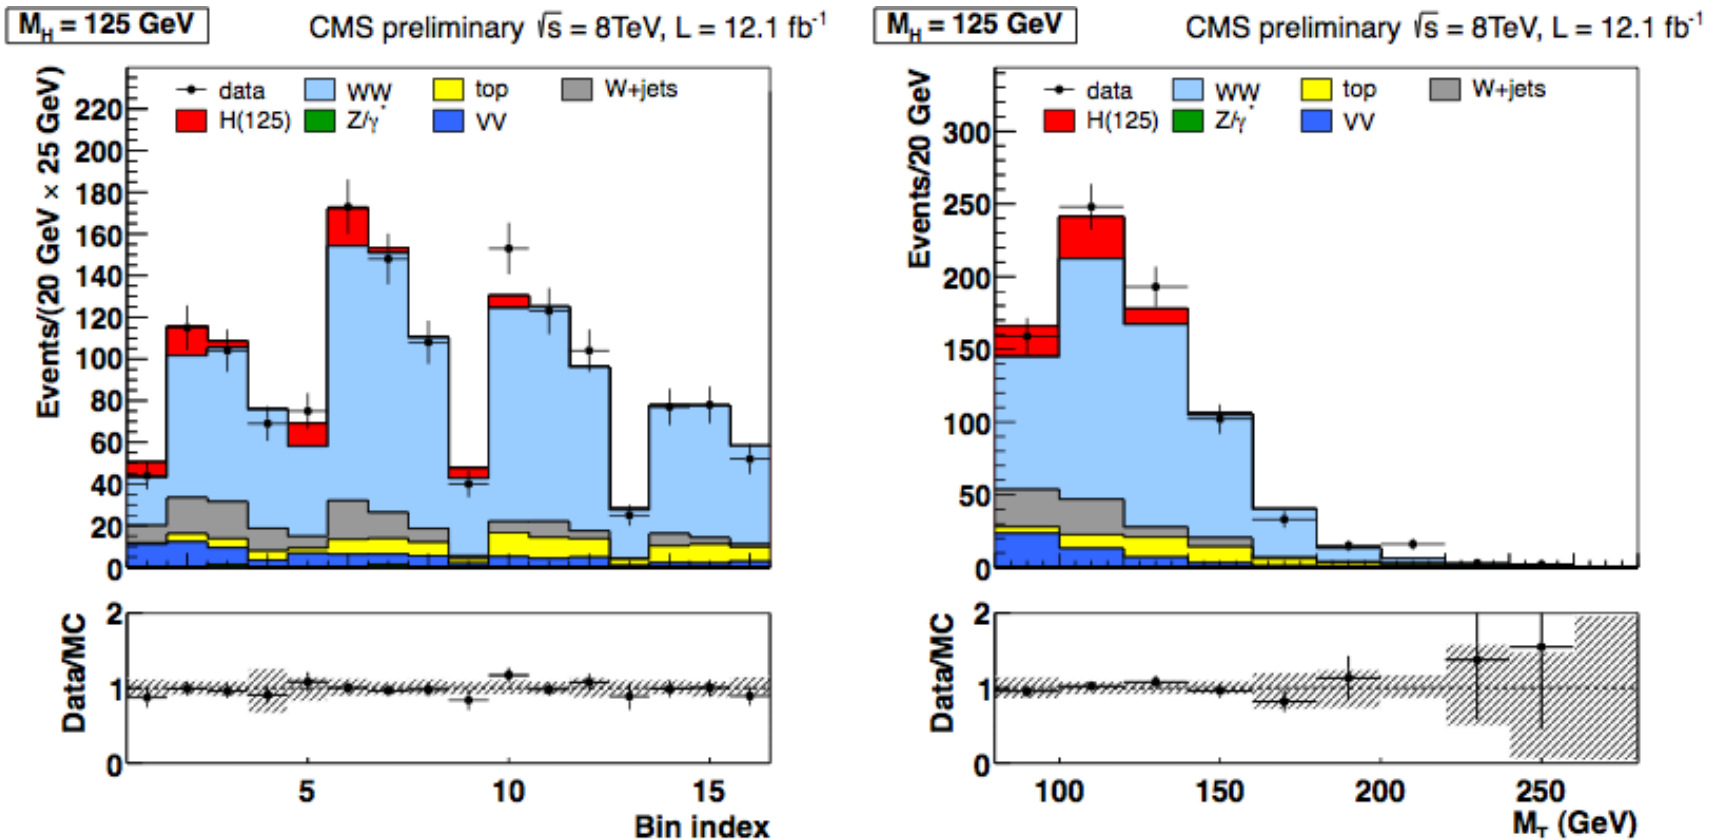 M_H = 125 GeV
CMS preliminary √s = 8TeV, L = 12.1 fb⁻¹
Events/(20 GeV × 25 GeV)
data WW top W+jets
H(125) Z/γ* VV
220
200
180
160
140
120
100
80
60
40
20
0
Data/MC
2
1
0
5 10 15
Bin index
M_H = 125 GeV
CMS preliminary √s = 8TeV, L = 12.1 fb⁻¹
Events/20 GeV
data WW top W+jets
H(125) Z/γ* VV
300
250
200
150
100
50
0
Data/MC
2
1
0
100 150 200 250
M_T (GeV)